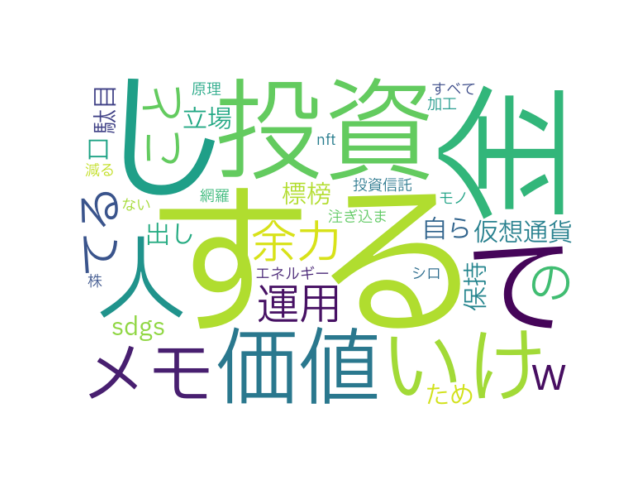 原理
すべて
駄目
し
てこ
立場
投資
nft
加工
金
口
減る
網羅
標榜
投資信託
モノ
てる
ない
する
注ぎ込ま
自ら
仮想通貨
て
出し
余力
株
人
エネルギー
シロ
保持
の
sdgs
運用
メモ
価値
いけ
ため
w